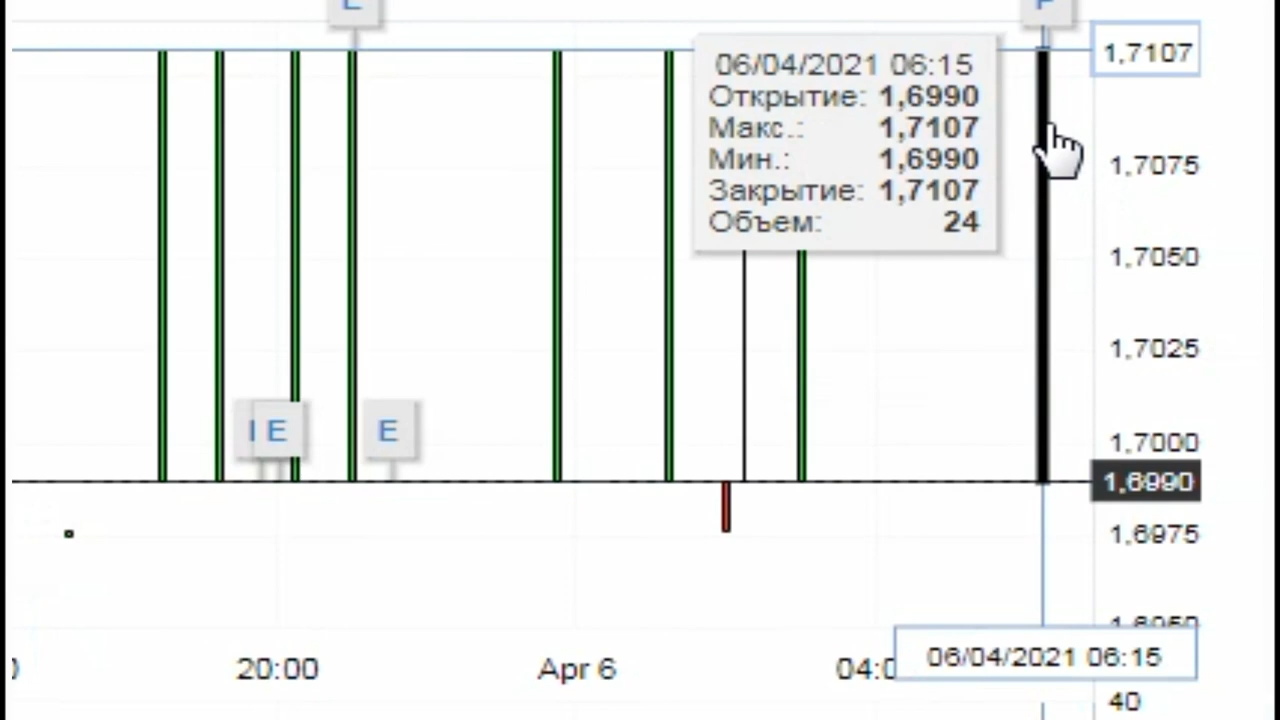 06/04/2021 06:15
Открытие: 1,6990
Макс.: 1,7107
Мин.: 1,6990
Закрытие: 1,7107
Объем: 24
1,7107
1,7075
1,7050
1,7025
1,7000
1,6990
1,6975
E
E
20:00
Apr 6
06/04/2021 06:15
40